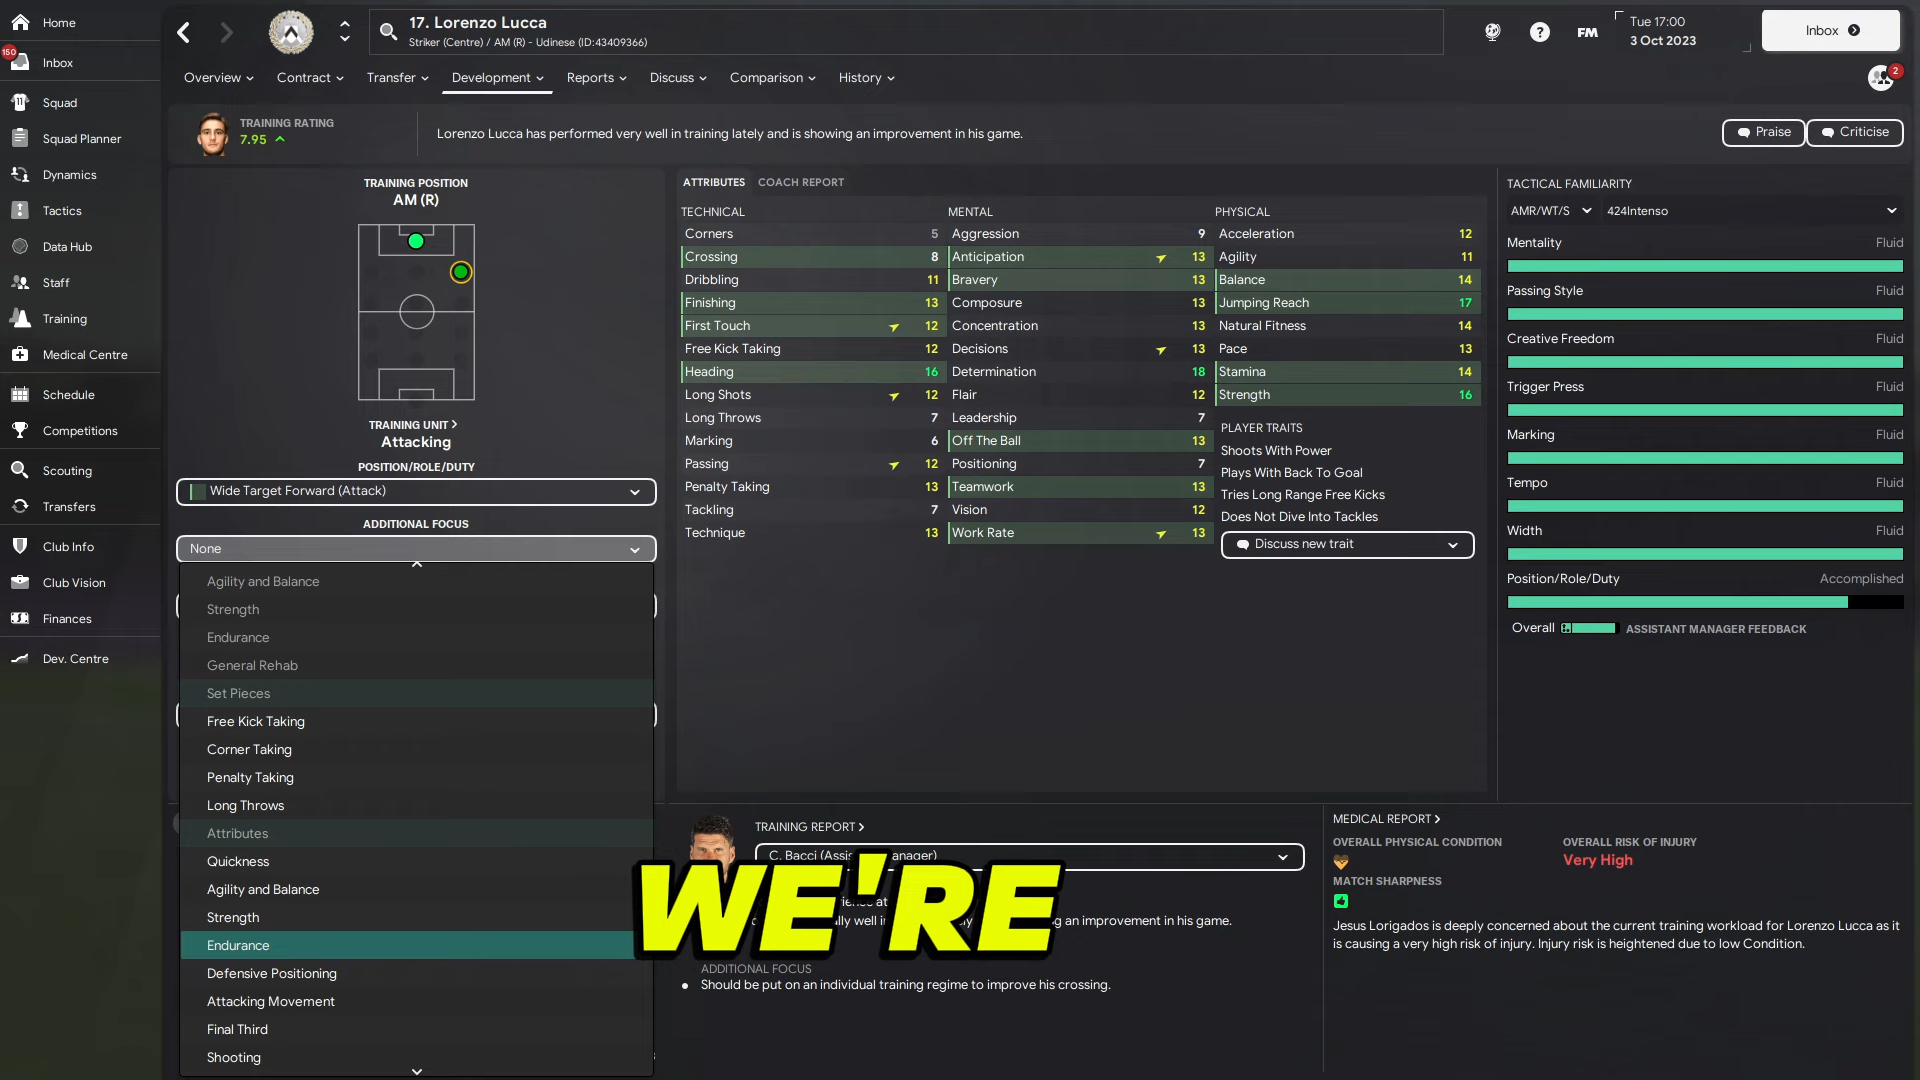 Home
150
Inbox
Squad
Squad Planner
Dynamics
Tactics
Data Hub
Staff
Training
Medical Centre
Schedule
Competitions
Scouting
Transfers
Club Info
Club Vision
Finances
Dev. Centre
17. Lorenzo Lucca
Striker (Centre) / AM (R) - Udinese (ID:43409366)
FM
Tue 17:00
3 Oct 2023
Inbox
Overview
Contract
Transfer
Development
Reports
Discuss
Comparison
History
2
TRAINING RATING
7.95
Lorenzo Lucca has performed very well in training lately and is showing an improvement in his game.
Praise
Criticise
TRAINING POSITION
AM (R)
TRAINING UNIT
Attacking
POSITION/ROLE/DUTY
Wide Target Forward (Attack)
ADDITIONAL FOCUS
None
Agility and Balance
Strength
Endurance
General Rehab
Set Pieces
Free Kick Taking
Corner Taking
Penalty Taking
Long Throws
Attributes
Quickness
Agility and Balance
Strength
Endurance
Defensive Positioning
Attacking Movement
Final Third
Shooting
ATTRIBUTES COACH REPORT
TECHNICAL
Corners 5
Crossing 8
Dribbling 11
Finishing 13
First Touch 12
Free Kick Taking 12
Heading 16
Long Shots 12
Long Throws 7
Marking 6
Passing 12
Penalty Taking 13
Tackling 7
Technique 13
MENTAL
Aggression 9
Anticipation 13
Bravery 13
Composure 13
Concentration 13
Decisions 13
Determination 18
Flair 12
Leadership 7
Off The Ball 13
Positioning 7
Teamwork 13
Vision 12
Work Rate 13
PHYSICAL
Acceleration 12
Agility 11
Balance 14
Jumping Reach 17
Natural Fitness 14
Pace 13
Stamina 14
Strength 16
PLAYER TRAITS
Shoots With Power
Plays With Back To Goal
Tries Long Range Free Kicks
Does Not Dive Into Tackles
Discuss new trait
TACTICAL FAMILIARITY
AMR/WT/S 424Intenso
Mentality Fluid
Passing Style Fluid
Creative Freedom Fluid
Trigger Press Fluid
Marking Fluid
Tempo Fluid
Width Fluid
Position/Role/Duty Accomplished
Overall ASSISTANT MANAGER FEEDBACK
TRAINING REPORT
C. Bacci (Assis anager)
WE'RE
an improvement in his game.
ADDITIONAL FOCUS
Should be put on an individual training regime to improve his crossing.
MEDICAL REPORT
OVERALL PHYSICAL CONDITION
OVERALL RISK OF INJURY
Very High
MATCH SHARPNESS
Jesus Lorigados is deeply concerned about the current training workload for Lorenzo Lucca as it
is causing a very high risk of injury. Injury risk is heightened due to low Condition.